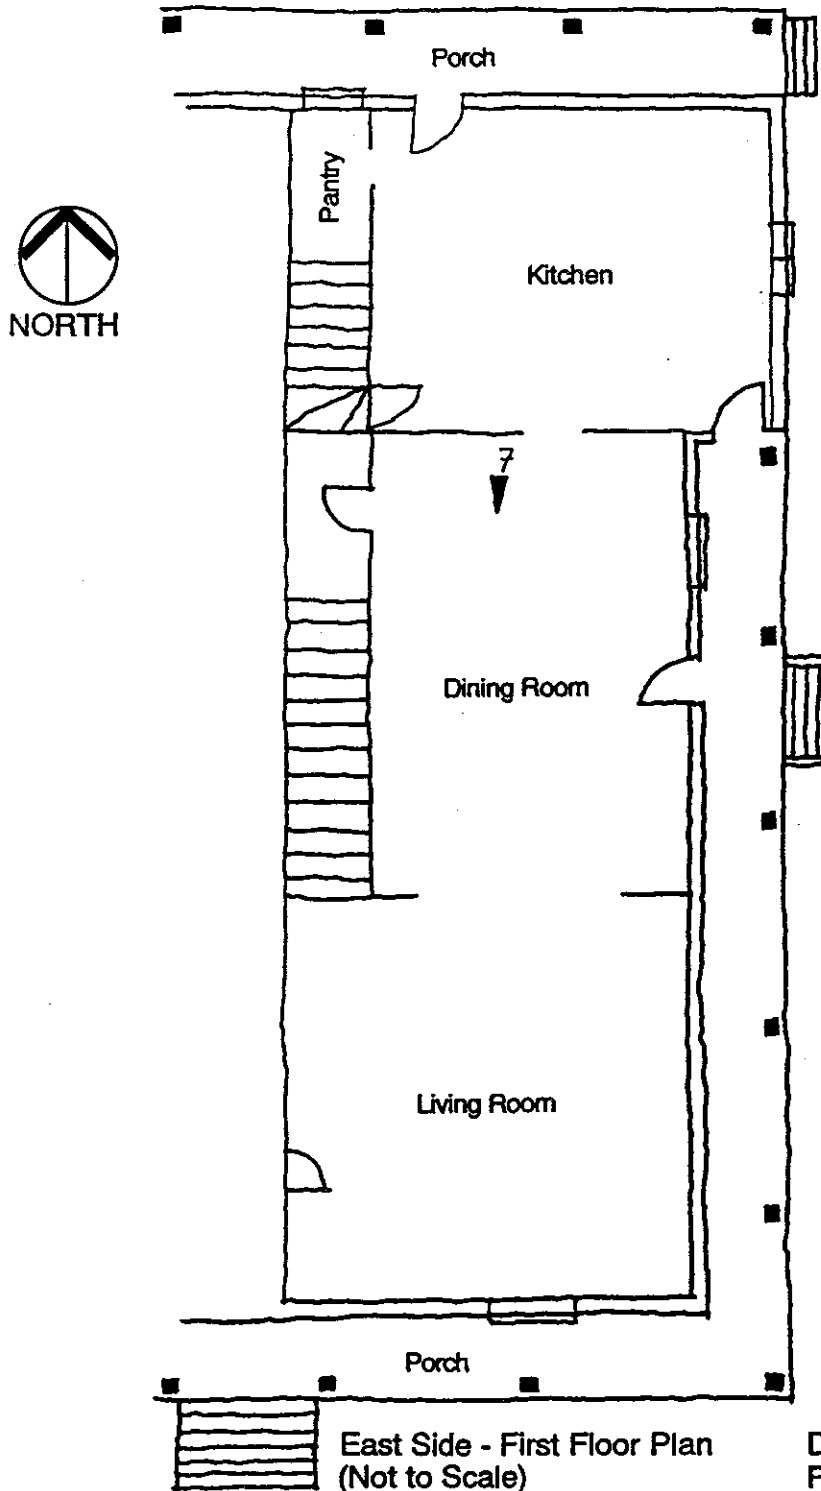 Porch
Pantry
Kitchen
NORTH
7
Dining Room
Living Room
Porch
East Side - First Floor Plan
(Not to Scale)